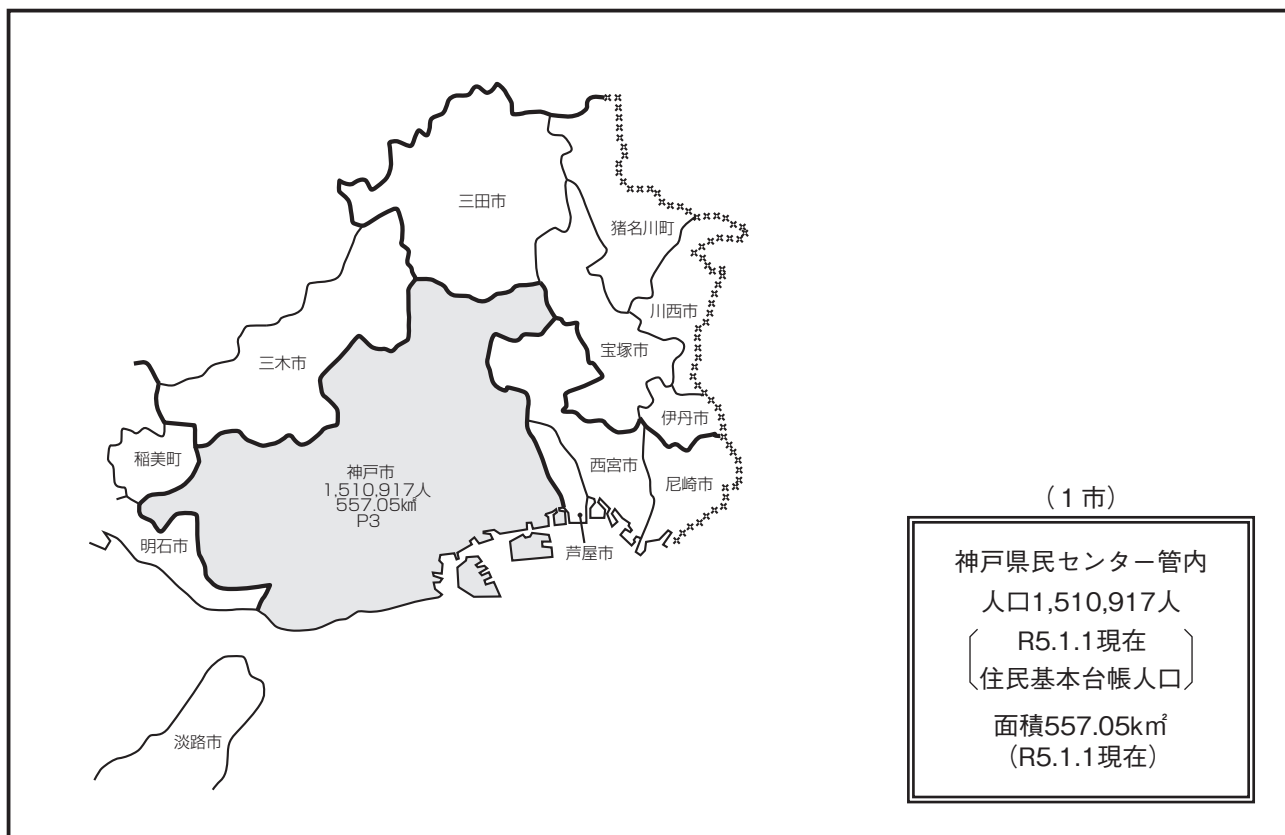 三田市
猪名川町
川西市
三木市
宝塚市
伊丹市
稲美町
神戸市
1,510,917人
557.05k㎡
P3
西宮市
尼崎市
明石市
芦屋市
淡路市
（1市）
神戸県民センター管内
人口1,510,917人
R5.1.1現在
住民基本台帳人口
面積557.05k㎡
（R5.1.1現在）